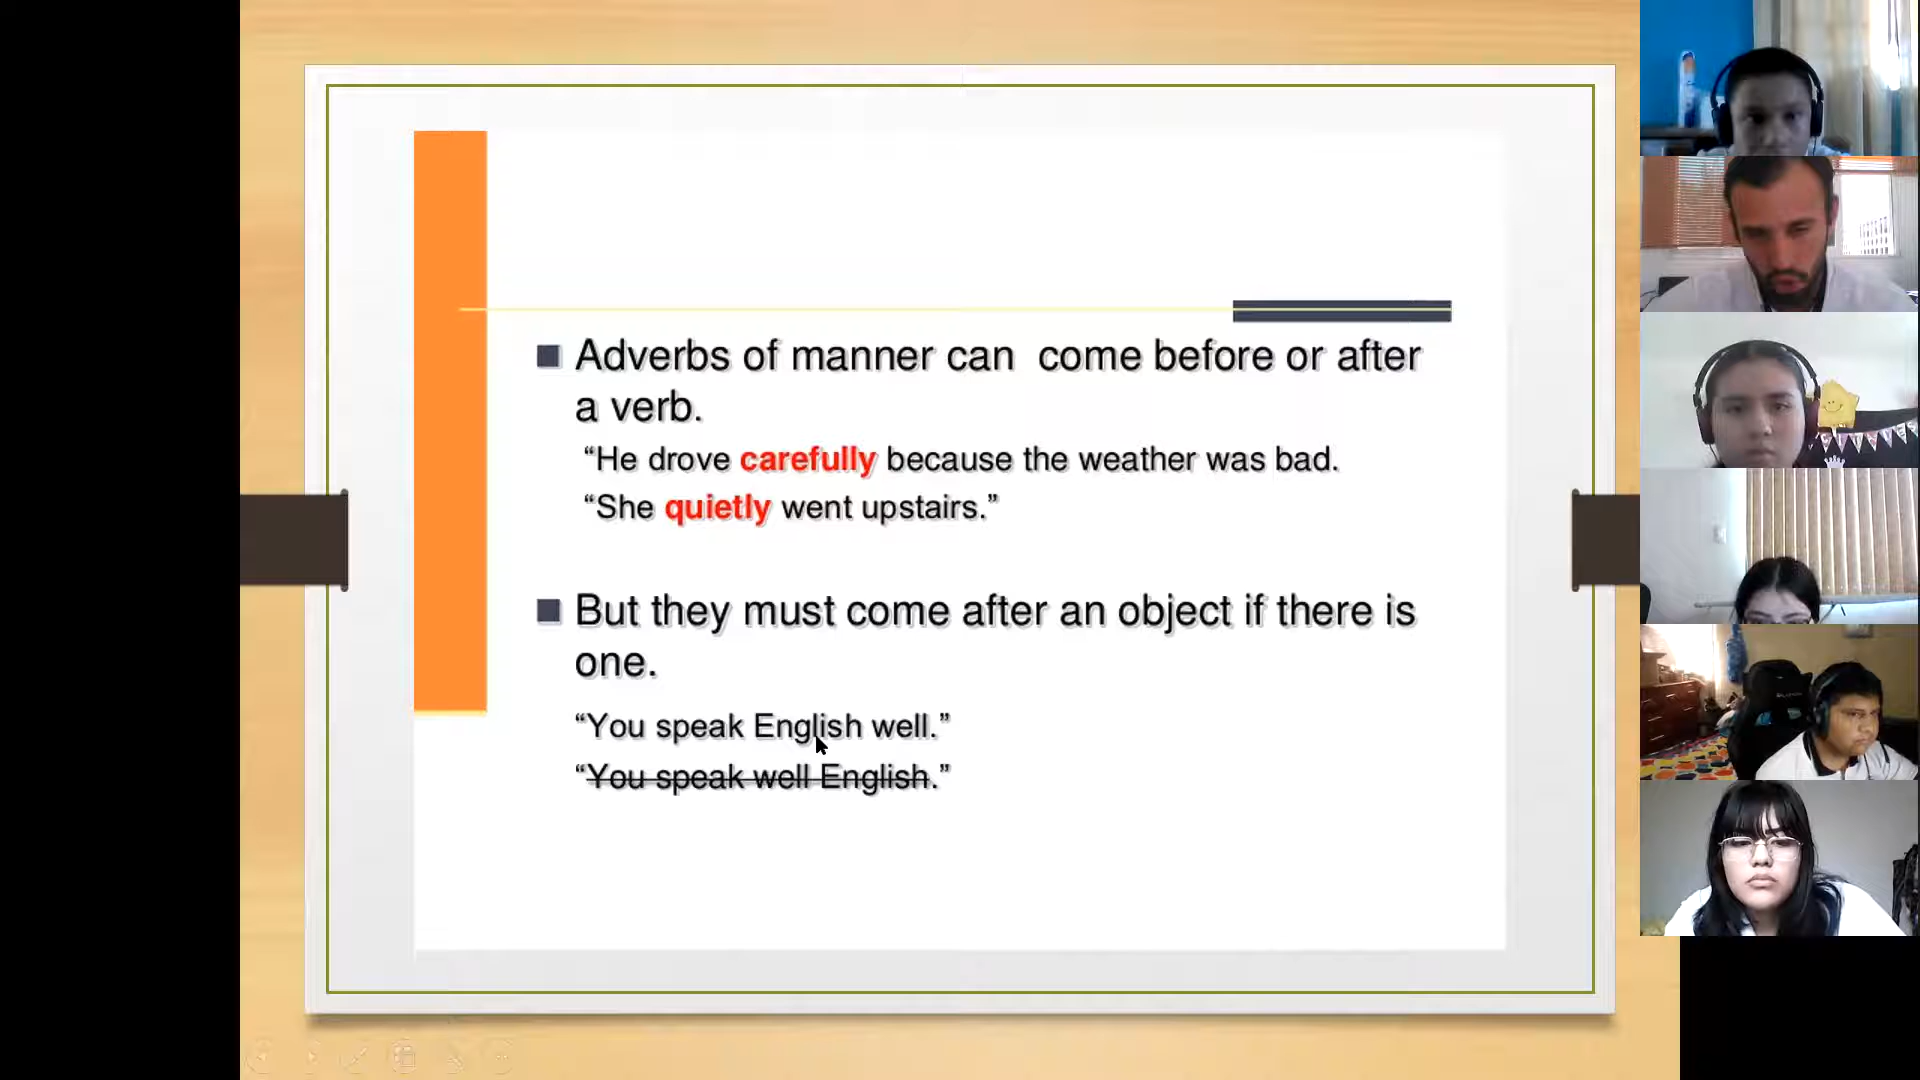 Adverbs of manner can come before or after
a verb.
“He drove carefully because the weather was bad.
“She quietly went upstairs.”
But they must come after an object if there is
one.
“You speak English well.”
“You speak well English.”